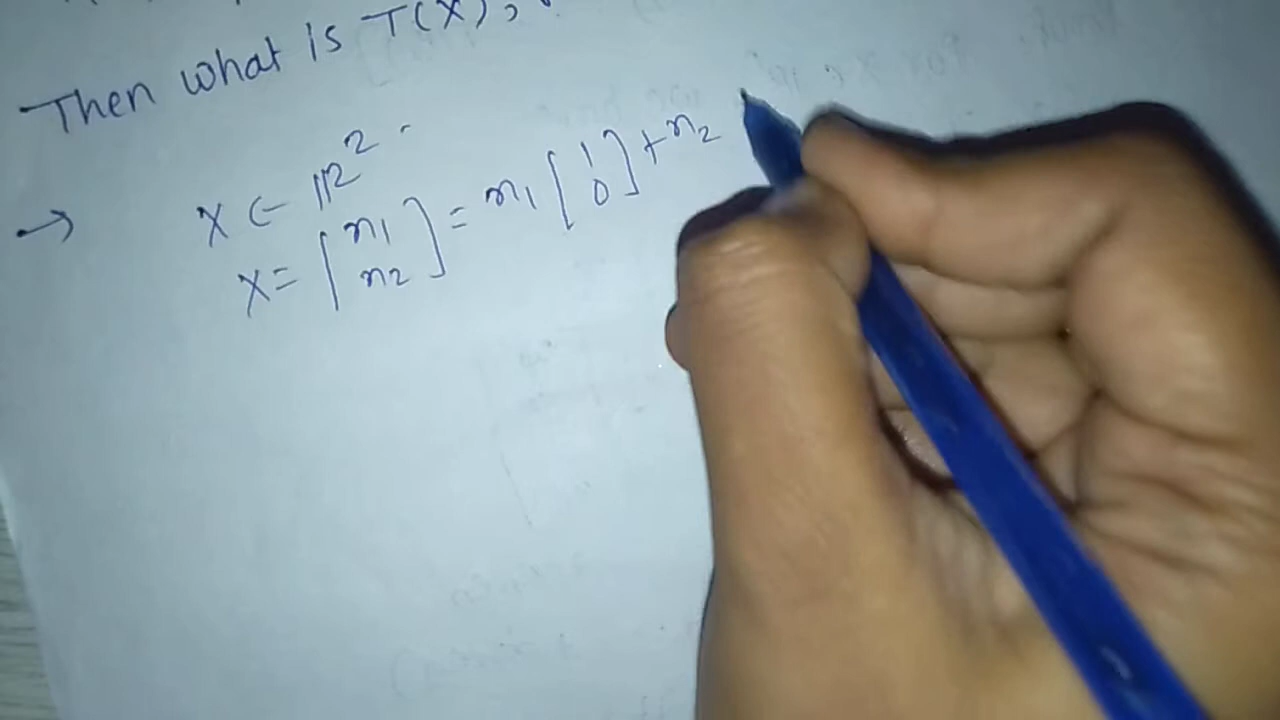 Then what is T(X),
→ X ∈ ℝ²
X = [x1 x2] = x1 [1 0] + x2